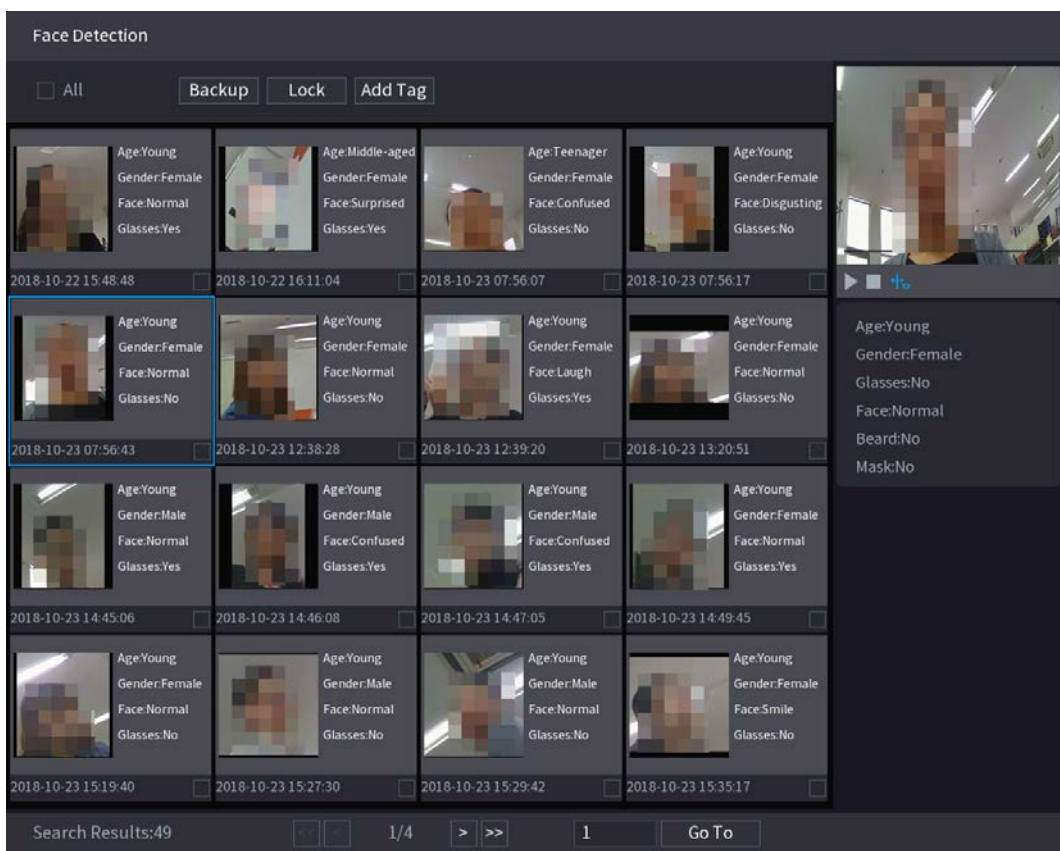 Face Detection
All Backup Lock Add Tag
Age:Young
Gender:Female
Face:Normal
Glasses:Yes
2018-10-22 15:48:48
Age:Middle-aged
Gender:Female
Face:Surprised
Glasses:Yes
2018-10-22 16:11:04
Age:Teenager
Gender:Female
Face:Confused
Glasses:No
2018-10-23 07:56:07
Age:Young
Gender:Female
Face:Disgusting
Glasses:No
2018-10-23 07:56:17
Age:Young
Gender:Female
Face:Normal
Glasses:No
2018-10-23 07:56:43
Age:Young
Gender:Female
Face:Normal
Glasses:No
2018-10-23 12:38:28
Age:Young
Gender:Female
Face:Laugh
Glasses:Yes
2018-10-23 12:39:20
Age:Young
Gender:Female
Face:Normal
Glasses:No
2018-10-23 13:20:51
Age:Young
Gender:Male
Face:Normal
Glasses:Yes
2018-10-23 14:45:06
Age:Young
Gender:Male
Face:Confused
Glasses:Yes
2018-10-23 14:46:08
Age:Young
Gender:Male
Face:Confused
Glasses:Yes
2018-10-23 14:47:05
Age:Young
Gender:Female
Face:Normal
Glasses:Yes
2018-10-23 14:49:45
Age:Young
Gender:Female
Face:Normal
Glasses:No
2018-10-23 15:19:40
Age:Young
Gender:Male
Face:Normal
Glasses:No
2018-10-23 15:27:30
Age:Young
Gender:Male
Face:Normal
Glasses:No
2018-10-23 15:29:42
Age:Young
Gender:Female
Face:Smile
Glasses:No
2018-10-23 15:35:17
Age:Young
Gender:Female
Glasses:No
Face:Normal
Beard:No
Mask:No
Search Results:49 << < 1/4 > >> 1 Go To